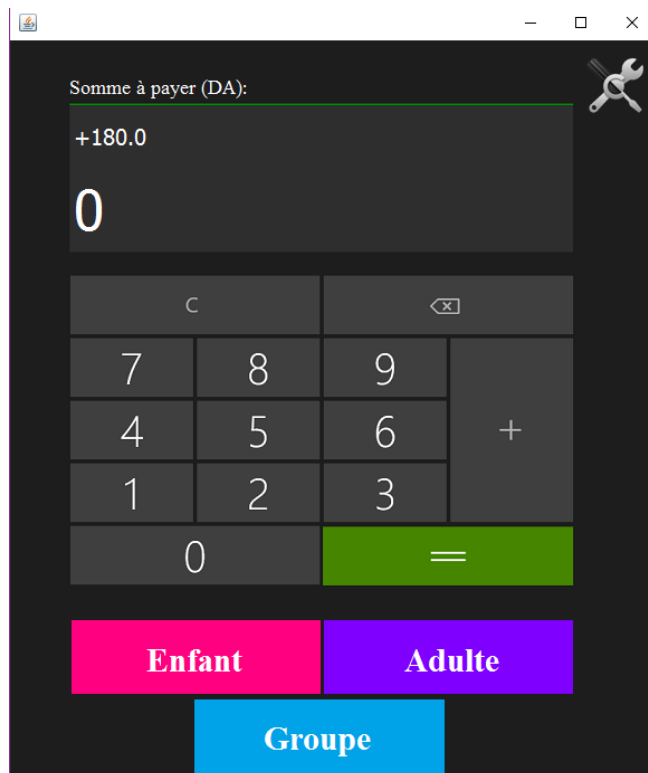 Somme à payer (DA):
+180.0
0
C
7 8 9
4 5 6 +
1 2 3
0 =
Enfant Adulte
Groupe